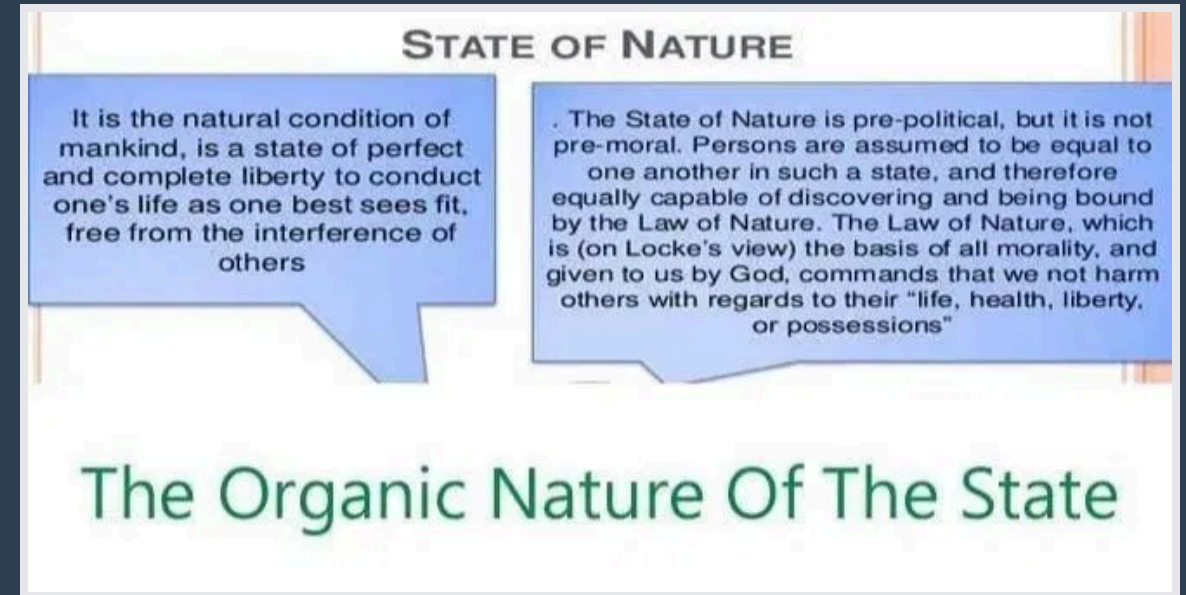 STATE OF NATURE
It is the natural condition of
mankind, is a state of perfect
and complete liberty to conduct
one's life as one best sees fit,
free from the interference of
others
. The State of Nature is pre-political, but it is not
pre-moral. Persons are assumed to be equal to
one another in such a state, and therefore
equally capable of discovering and being bound
by the Law of Nature. The Law of Nature, which
is (on Locke's view) the basis of all morality, and
given to us by God, commands that we not harm
others with regards to their "life, health, liberty,
or possessions"
The Organic Nature Of The State